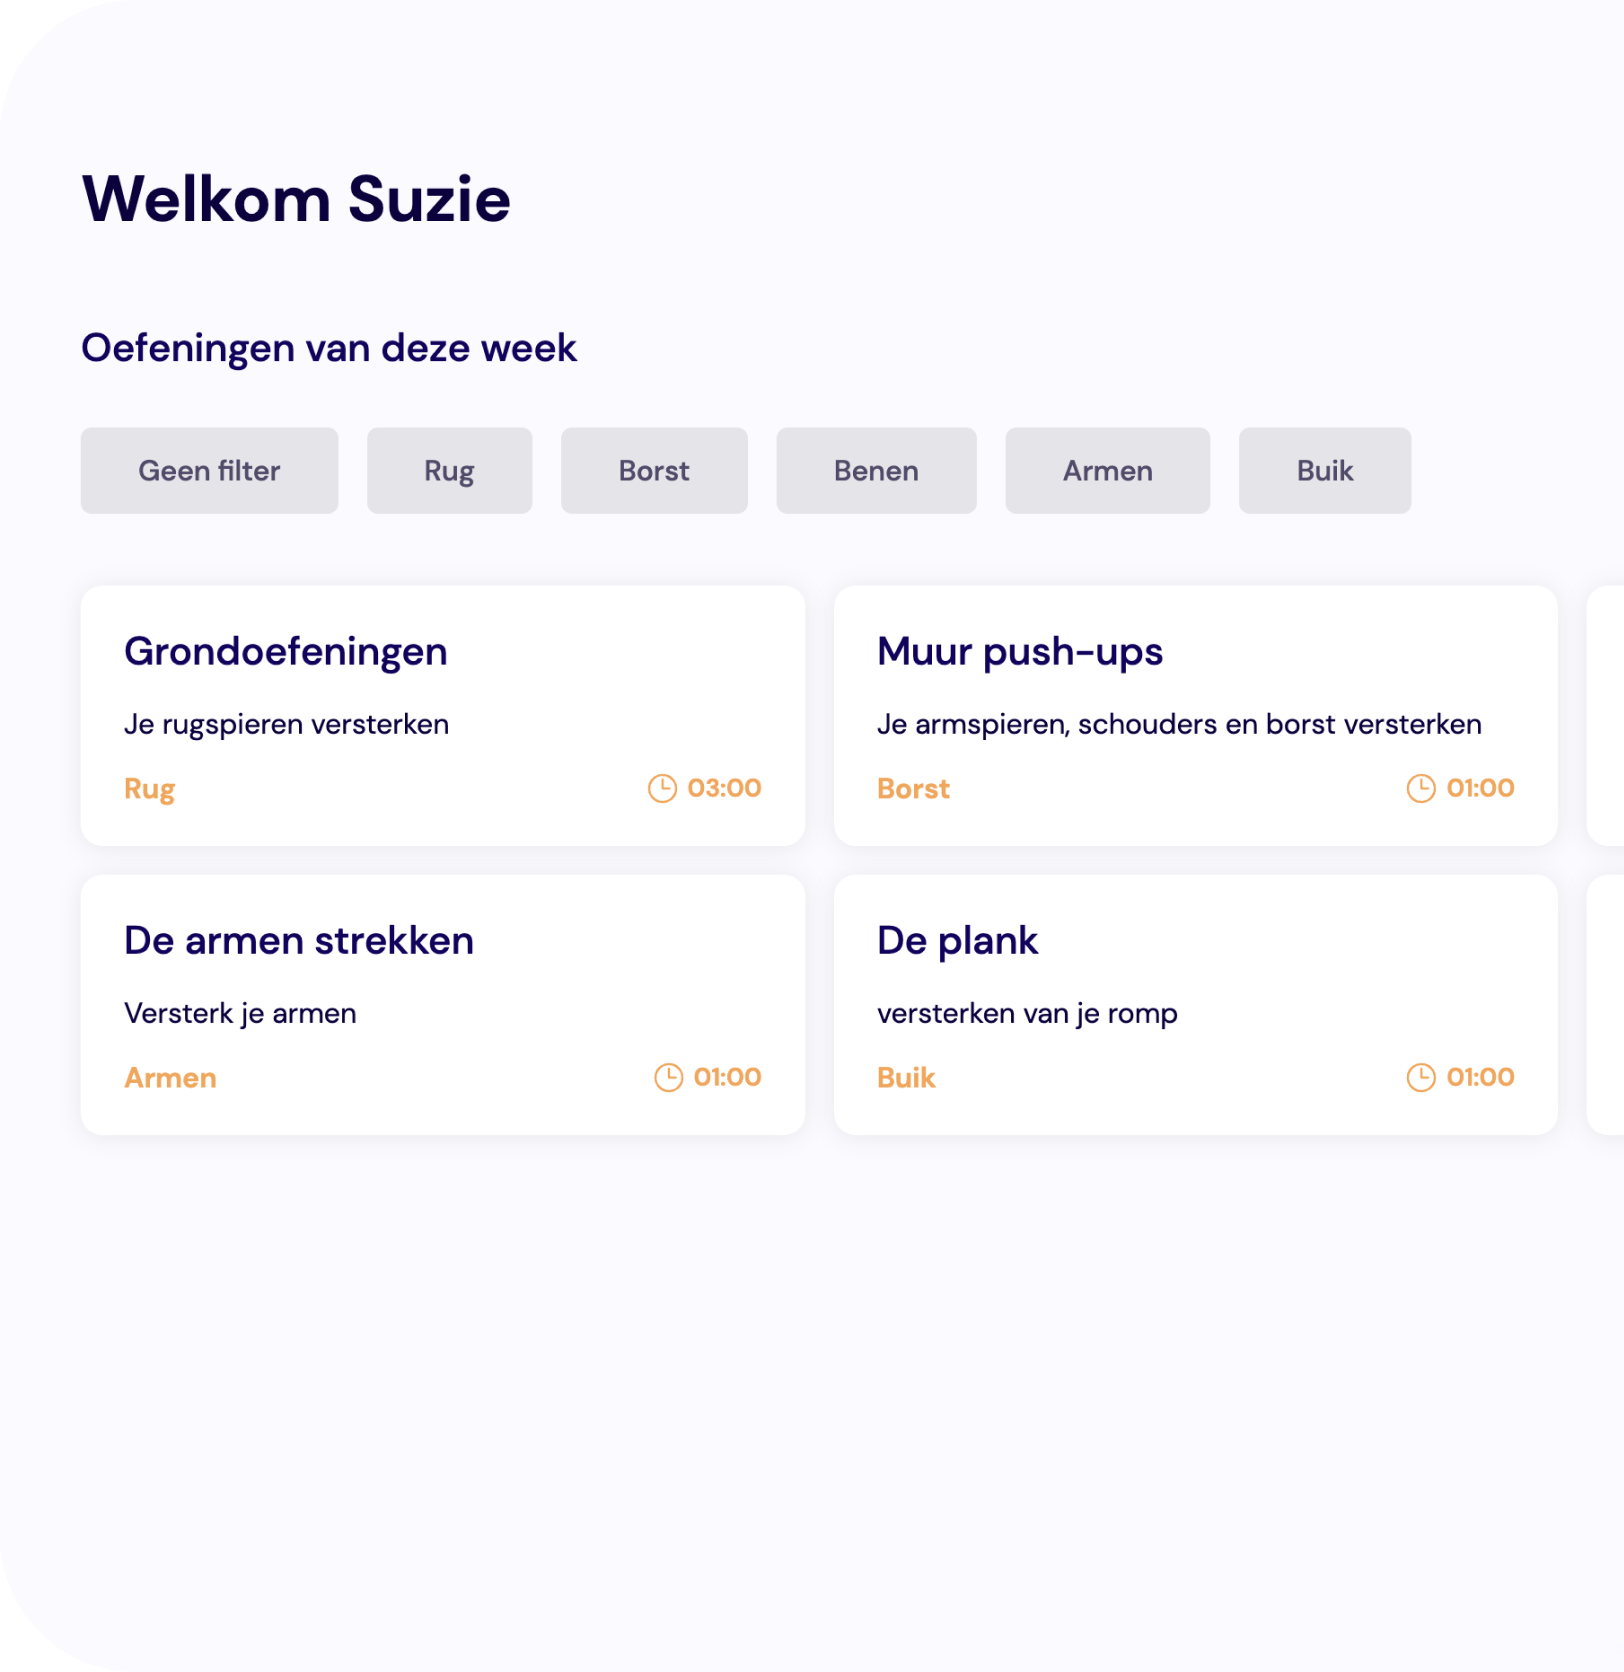 Welkom Suzie
Oefeningen van deze week
Geen filter
Rug
Borst
Benen
Armen
Buik
Grondoefeningen
Je rugspieren versterken
Rug
03:00
Muur push-ups
Je armspieren, schouders en borst versterken
Borst
01:00
De armen strekken
Versterk je armen
Armen
01:00
De plank
versterken van je romp
Buik
01:00